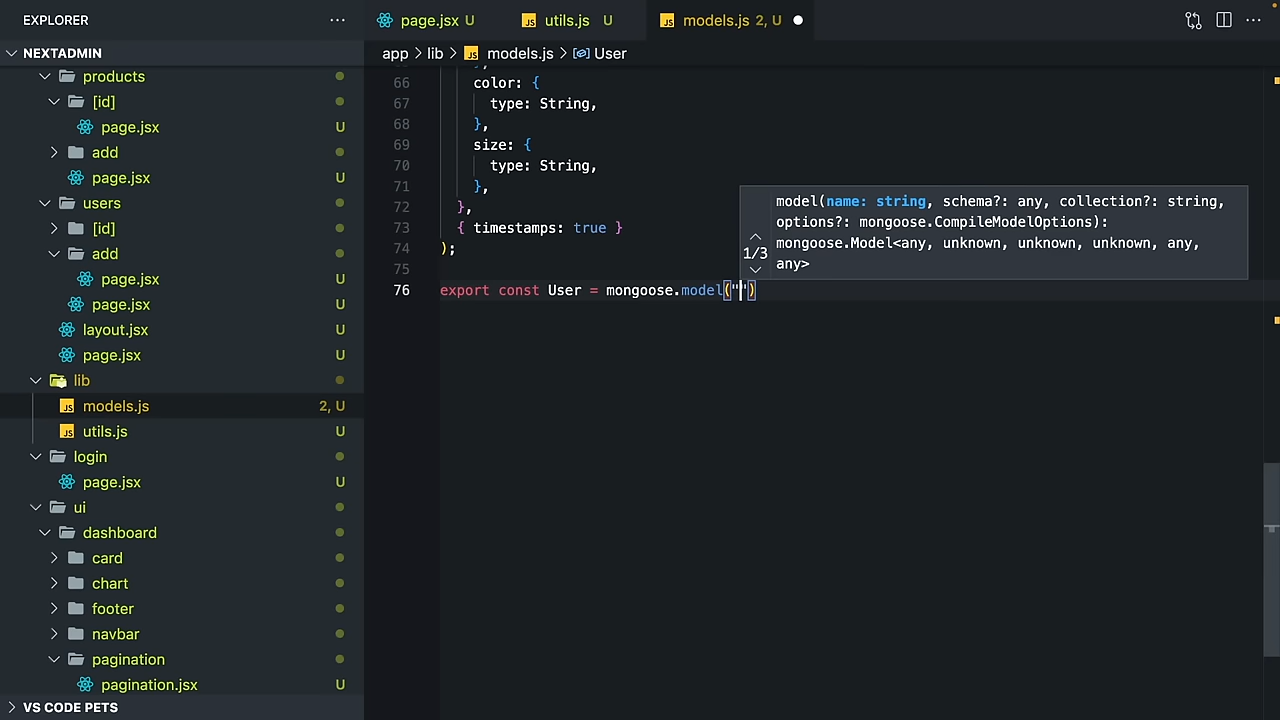 EXPLORER
page.jsx U
utils.js U
models.js 2, U
NEXTADMIN
app lib models.js User
products
[id]
page.jsx U
add
page.jsx U
users
[id]
add
page.jsx U
page.jsx U
layout.jsx U
page.jsx U
lib
models.js 2, U
utils.js U
login
page.jsx U
ui
dashboard
card
chart
footer
navbar
pagination
pagination.jsx U
VS CODE PETS
66 color: {
67 type: String,
68 },
69 size: {
70 type: String,
71 },
72 },
73 { timestamps: true }
74 );
75
76 export const User = mongoose.model("")
model(name: string, schema?: any, collection?: string,
options?: mongoose.CompileModelOptions):
1/3
mongoose.Model<any, unknown, unknown, unknown, any,
any>